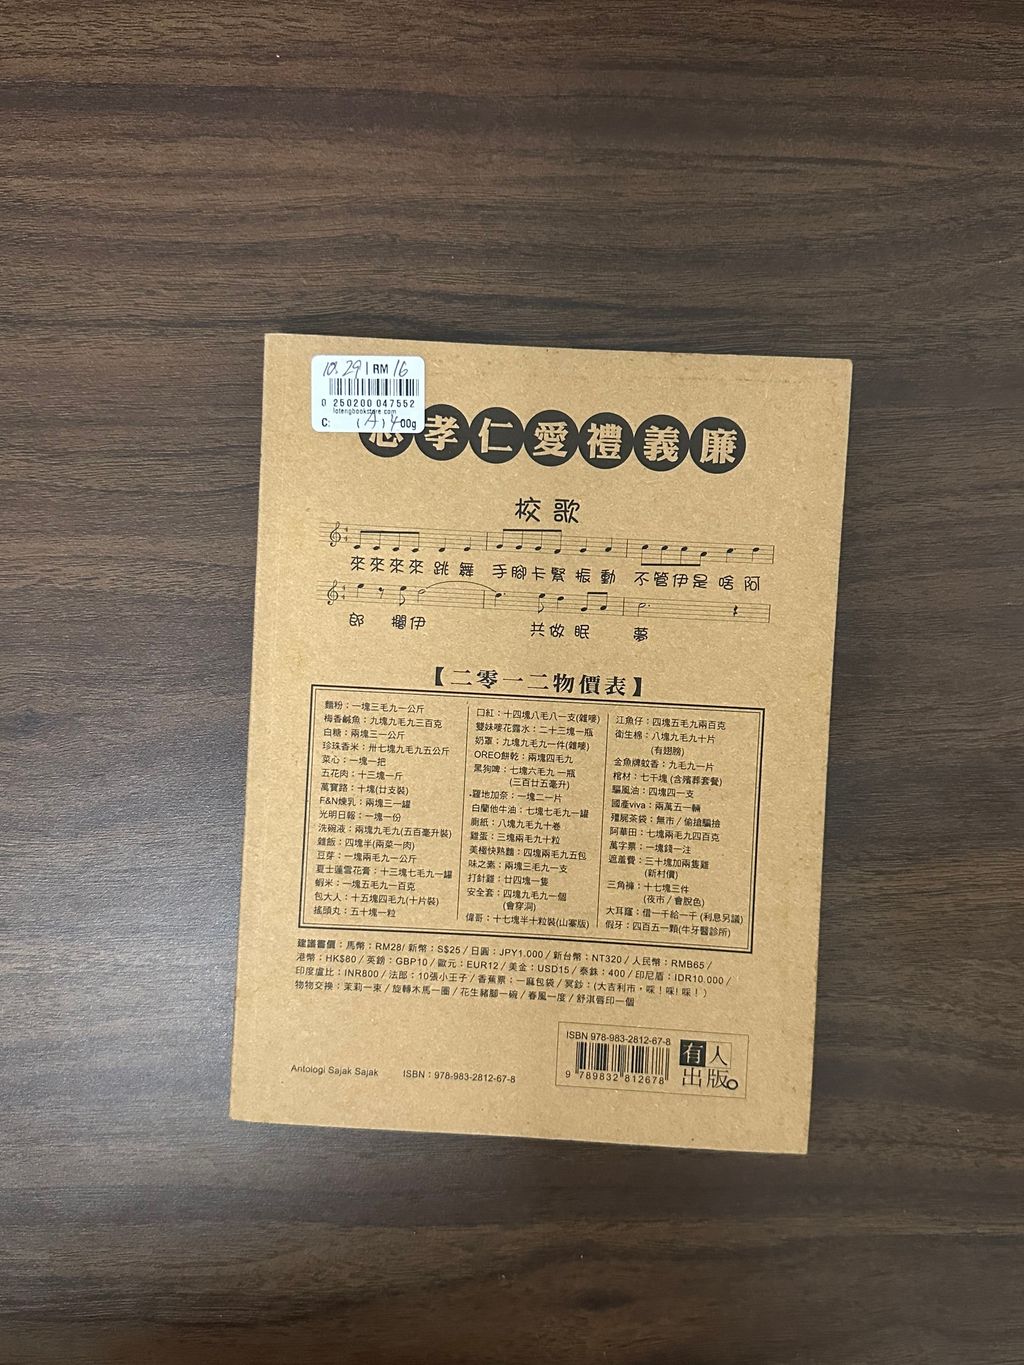 10.29 | RM 16
0 250200 047552
lotengbookstore.com
C: ( A ) 400g
忠孝仁愛禮義廉
校歌
來來來來 跳舞 手腳卡緊 振動 不管伊是 啥 阿
郎 擱伊 共做 眠 夢
【二零一二物價表】
麵粉：一塊三毛九一公斤
梅香鹹魚：九塊九毛九三百克
白糖：兩塊三一公斤
珍珠香米：卅七塊九毛九五公斤
菜心：一塊一把
五花肉：十三塊一斤
萬寶路：十塊(廿支裝)
F&N煉乳：兩塊三一罐
光明日報：一塊一份
洗碗液：兩塊九毛九(五百毫升裝)
雜飯：四塊半(兩菜一肉)
豆芽：一塊兩毛九一公斤
夏士蓮雪花膏：十三塊七毛九一罐
蝦米：一塊五毛九一百克
包大人：十五塊四毛九(十片裝)
搖頭丸：五十塊一粒
口紅：十四塊八毛八一支(雜嘜)
雙妹嘜花露水：二十三塊一瓶
奶罩：九塊九毛九一件(雜嘜)
OREO餅乾：兩塊四毛九
黑狗啤：七塊六毛九 一瓶
(三百廿五毫升)
羅地加奈：一塊二一片
白蘭他牛油：七塊七毛九一罐
廁紙：八塊九毛九十卷
雞蛋：三塊兩毛九十粒
美極快熟麵：四塊兩毛九五包
味之素：兩塊三毛九一支
打針雞：廿四塊一隻
安全套：四塊九毛九一個
(會穿洞)
偉哥：十七塊半十粒裝(山寨版)
江魚仔：四塊五毛九兩百克
衛生棉：八塊九毛九十片
(有翅膀)
金魚牌蚊香：九毛九一片
棺材：七千塊 (含殯葬套餐)
驅風油：四塊四一支
國產viva：兩萬五一輛
殭屍茶袋：無市 / 偷搶騙撿
阿華田：七塊兩毛九四百克
萬字票：一塊錢一注
遮羞費：三十塊加兩隻雞
(新村價)
三角褲：十七塊三件
(夜市 / 會脫色)
大耳窿：借一千給一千 (利息另議)
假牙：四百五一顆(牛牙醫診所)
建議書價：馬幣：RM28/ 新幣：S$25 / 日圓：JPY1.000 / 新台幣：NT320 / 人民幣：RMB65 /
港幣：HK$80 / 英鎊：GBP10 / 歐元：EUR12 / 美金：USD15 / 泰銖：400 / 印尼盾：IDR10.000 /
印度盧比：INR800 / 法郎：10張小王子 / 香蕉票：一麻包袋 / 冥鈔：(大吉利市，啋！啋! 啋！）
物物交換：茉莉一束 / 旋轉木馬一圈 / 花生豬腳一碗 / 春風一度 / 舒淇唇印一個
Antologi Sajak Sajak ISBN：978-983-2812-67-8
ISBN 978-983-2812-67-8
9 789832 812678
有人
出版